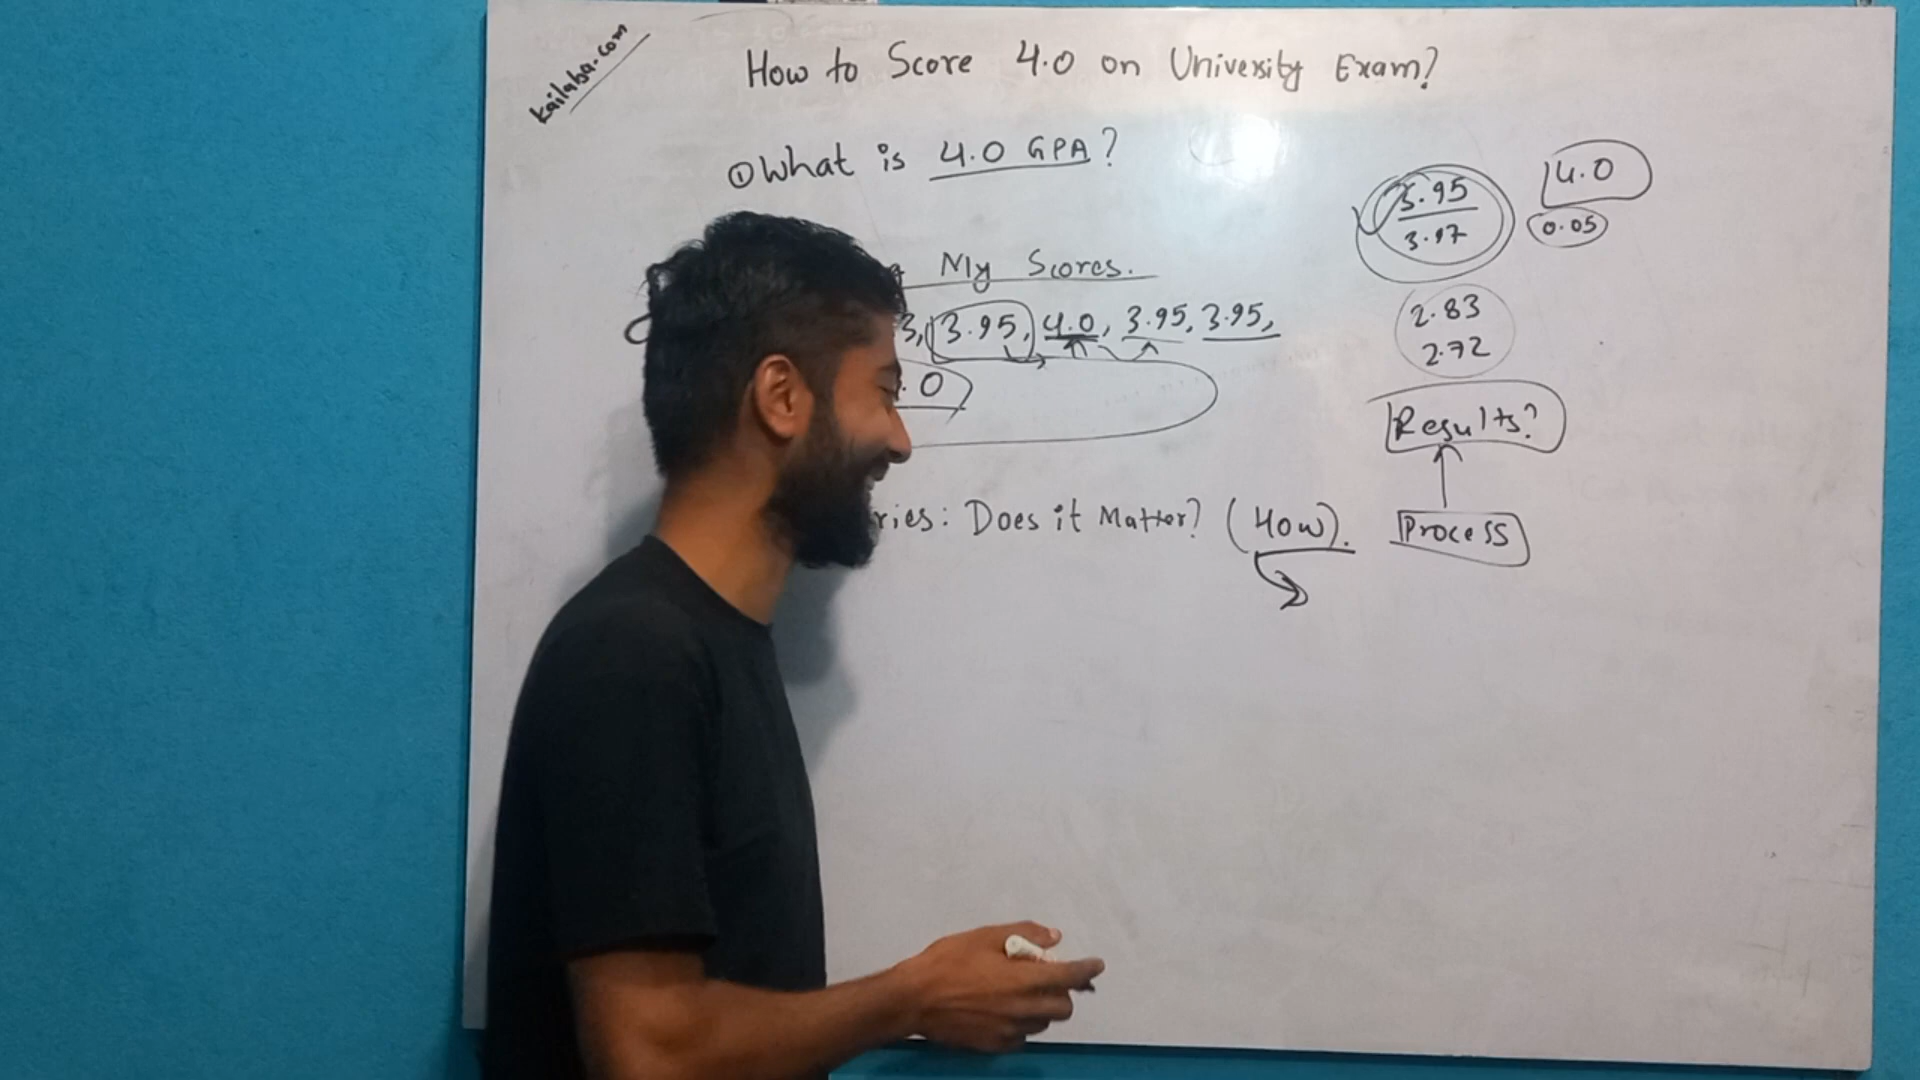 kailaba.com
How to Score 4.0 on University Exam?
① What is 4.0 GPA?
My Scores.
3, 3.95, 4.0, 3.95, 3.95,
.0
ries: Does it Matter? (How).
3.95
3.97
4.0
0.05
2.83
2.72
Results?
Process